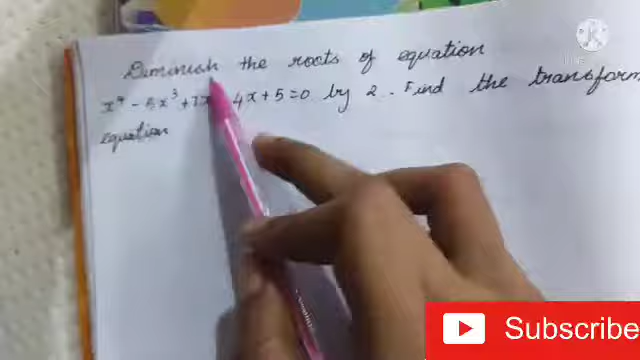 Diminish the roots of equation
x⁴ - 5x³ + 7x 4x + 5 = 0 by 2. Find the transform
equation
K
Subscribe